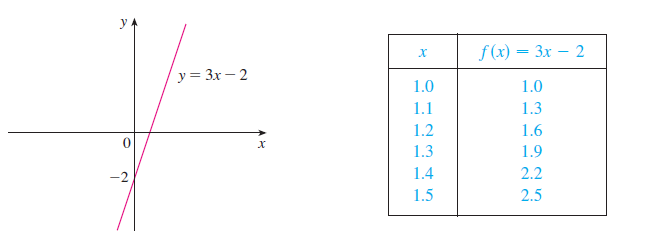 y
y = 3x − 2
0
x
−2
x f(x) = 3x − 2
1.0 1.0
1.1 1.3
1.2 1.6
1.3 1.9
1.4 2.2
1.5 2.5